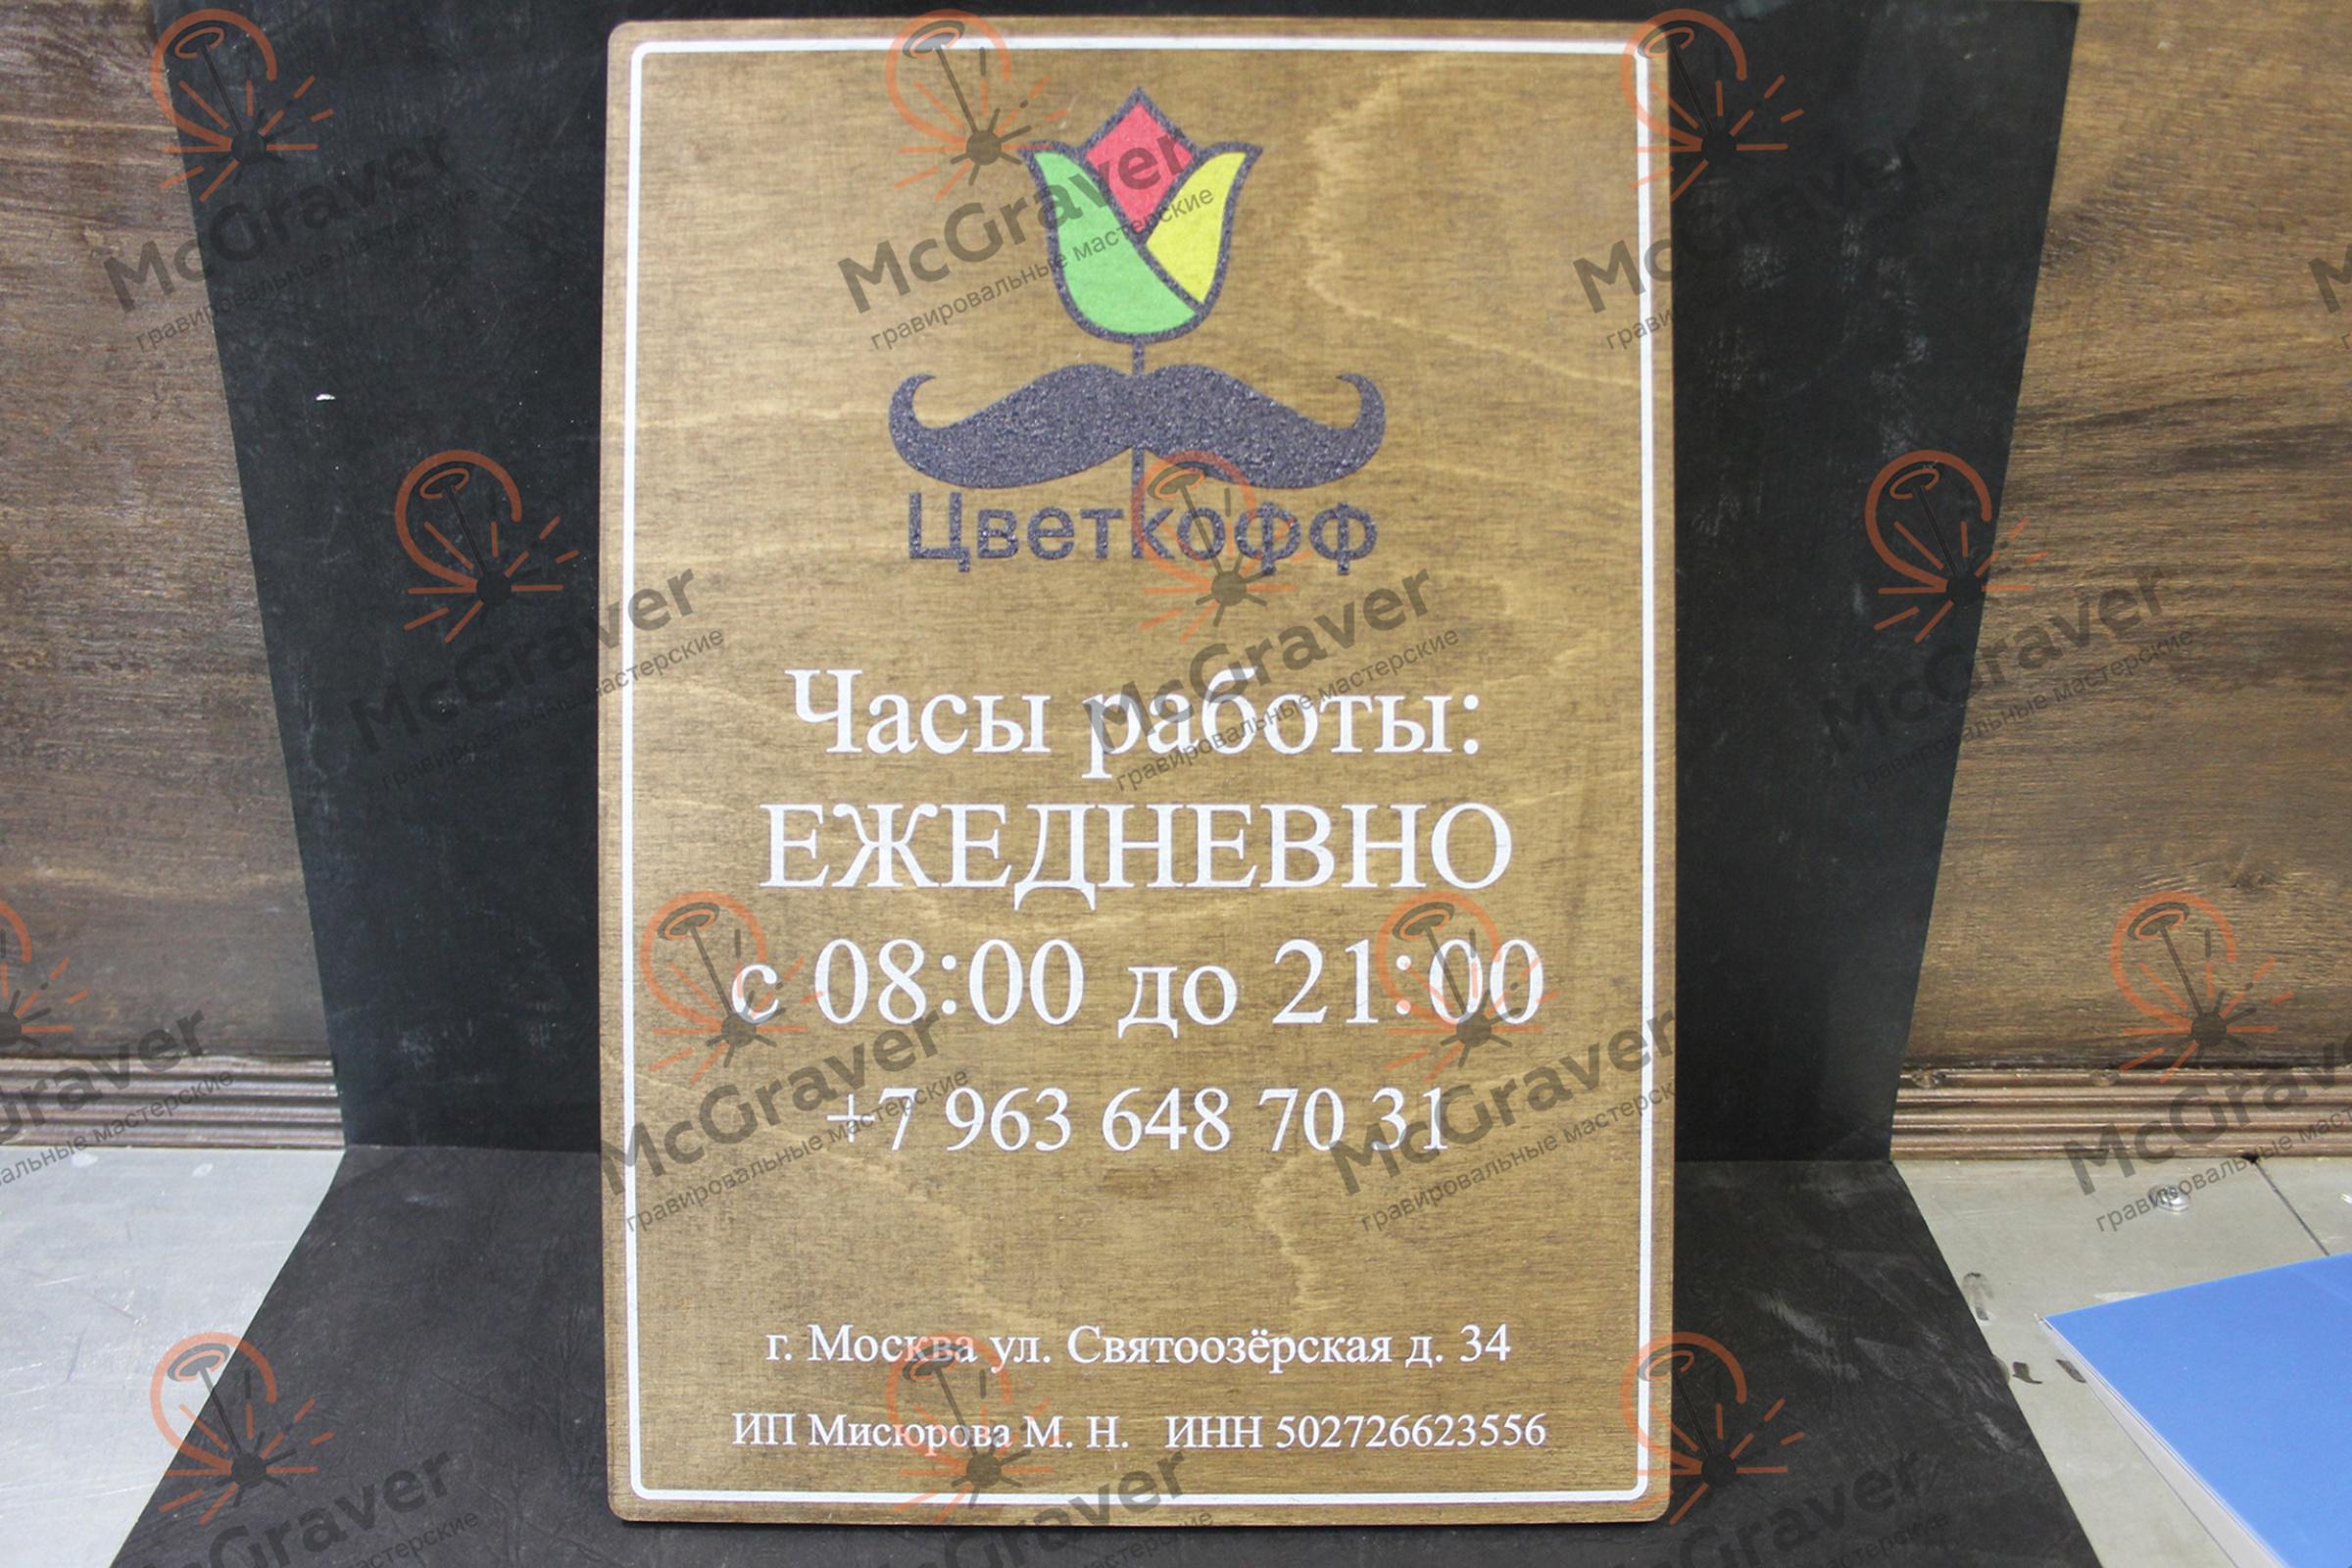 Цветкофф
Часы работы:
ЕЖЕДНЕВНО
с 08:00 до 21:00
+7 963 648 70 31
г. Москва ул. Святоозёрская д. 34
ИП Мисюрова М. Н. ИНН 502726623556
McGraver
гравировальные мастерские